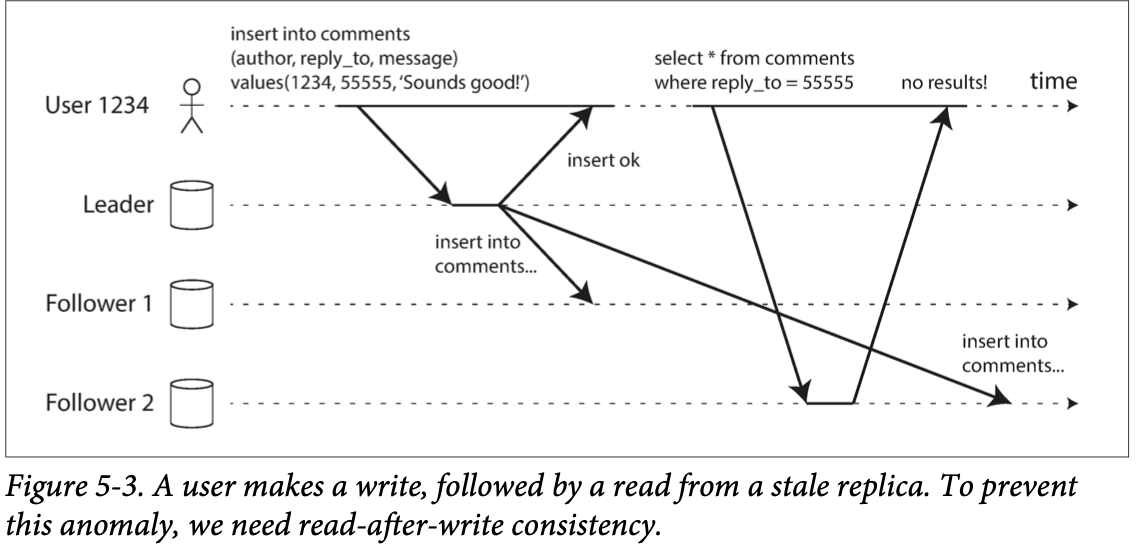 insert into comments
(author, reply_to, message)
values(1234, 55555, ‘Sounds good!’)
select * from comments
where reply_to = 55555
no results!
time
User 1234
insert ok
Leader
insert into
comments...
Follower 1
insert into
comments...
Follower 2
Figure 5-3. A user makes a write, followed by a read from a stale replica. To prevent
this anomaly, we need read-after-write consistency.